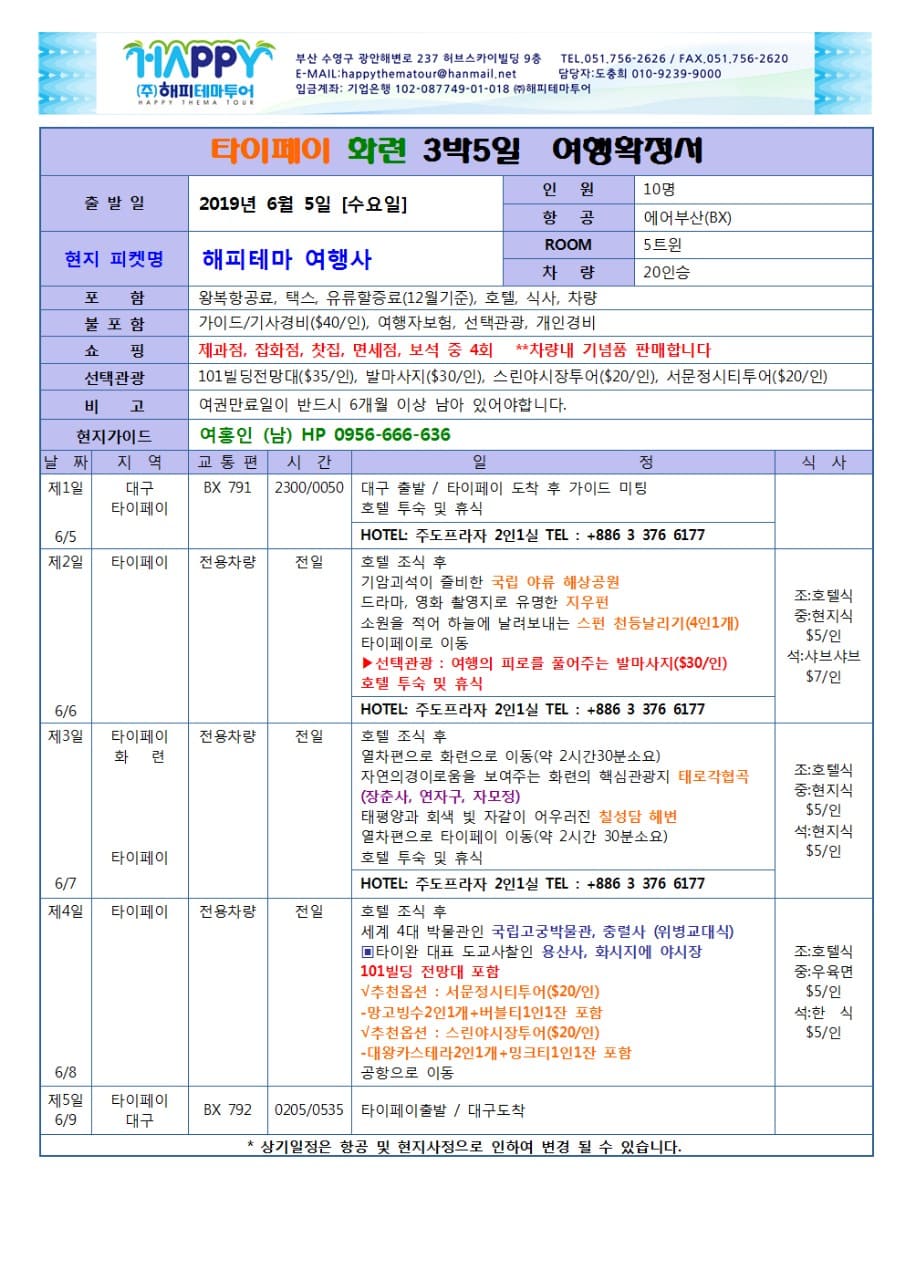 HAPPY
(주)해피테마투어
HAPPY THEMA TOUR
부산 수영구 광안해변로 237 허브스카이빌딩 9층 TEL,051.756-2626 / FAX,051,756-2620
E-MAIL:happythematour@hanmail.net 담당자:도충희 010-9239-9000
입금계좌: 기업은행 102-087749-01-018 ㈜해피테마투어
타이페이 화련 3박5일 여행확정서
출 발 일 2019년 6월 5일 [수요일] 인 원 10명
항 공 에어부산(BX)
현지 피켓명 해피테마 여행사 ROOM 5트윈
차 량 20인승
포 함 왕복항공료, 택스, 유류할증료(12월기준), 호텔, 식사, 차량
불 포 함 가이드/기사경비($40/인), 여행자보험, 선택관광, 개인경비
쇼 핑 제과점, 잡화점, 찻집, 면세점, 보석 중 4회 **차량내 기념품 판매합니다
선택관광 101빌딩전망대($35/인), 발마사지($30/인), 스린야시장투어($20/인), 서문정시티투어($20/인)
비 고 여권만료일이 반드시 6개월 이상 남아 있어야합니다.
현지가이드 여홍인 (남) HP 0956-666-636
날 짜 지 역 교 통 편 시 간 일 정 식 사
제1일 대구 BX 791 2300/0050 대구 출발 / 타이페이 도착 후 가이드 미팅
타이페이 호텔 투숙 및 휴식
6/5 HOTEL: 주도프라자 2인1실 TEL : +886 3 376 6177
제2일 타이페이 전용차량 전일 호텔 조식 후
기암괴석이 즐비한 국립 야류 해상공원
드라마, 영화 촬영지로 유명한 지우펀
소원을 적어 하늘에 날려보내는 스펀 천등날리기(4인1개)
타이페이로 이동
▶선택관광 : 여행의 피로를 풀어주는 발마사지($30/인)
호텔 투숙 및 휴식
조:호텔식
중:현지식
$5/인
석:샤브샤브
$7/인
6/6 HOTEL: 주도프라자 2인1실 TEL : +886 3 376 6177
제3일 타이페이 전용차량 전일 호텔 조식 후
화 련 열차편으로 화련으로 이동(약 2시간30분소요)
자연의경이로움을 보여주는 화련의 핵심관광지 태로각협곡
(장춘사, 연자구, 자모정)
태평양과 회색 빛 자갈이 어우러진 칠성담 해변
열차편으로 타이페이 이동(약 2시간 30분소요)
타이페이 호텔 투숙 및 휴식
조:호텔식
중:현지식
$5/인
석:현지식
$5/인
6/7 HOTEL: 주도프라자 2인1실 TEL : +886 3 376 6177
제4일 타이페이 전용차량 전일 호텔 조식 후
세계 4대 박물관인 국립고궁박물관, 충렬사 (위병교대식)
▣타이완 대표 도교사찰인 용산사, 화시지에 야시장
101빌딩 전망대 포함
√추천옵션 : 서문정시티투어($20/인)
-망고빙수2인1개+버블티1인1잔 포함
√추천옵션 : 스린야시장투어($20/인)
-대왕카스테라2인1개+밍크티1인1잔 포함
6/8 공항으로 이동
조:호텔식
중:우육면
$5/인
석:한 식
$5/인
제5일 타이페이 BX 792 0205/0535 타이페이출발 / 대구도착
6/9 대구
* 상기일정은 항공 및 현지사정으로 인하여 변경 될 수 있습니다.